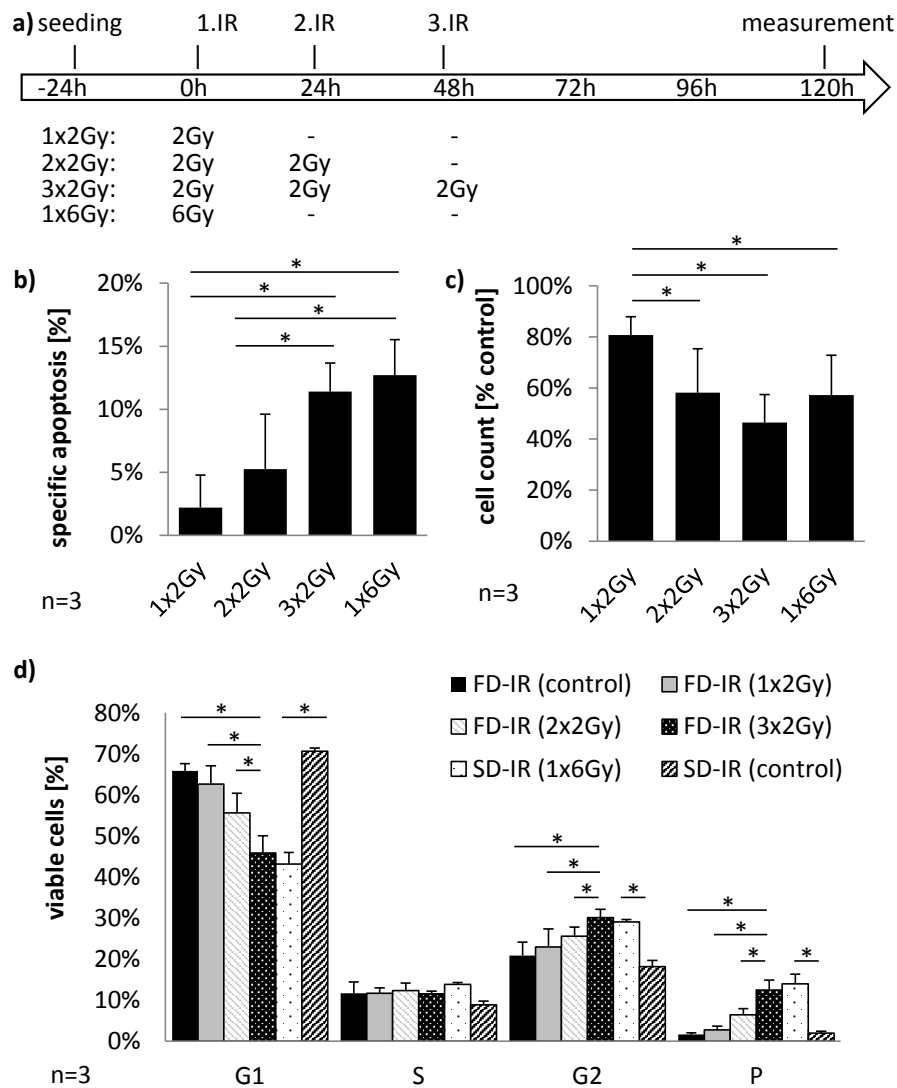 a) seeding 1.IR 2.IR 3.IR measurement
-24h 0h 24h 48h 72h 96h 120h
1x2Gy: 2Gy - -
2x2Gy: 2Gy 2Gy -
3x2Gy: 2Gy 2Gy 2Gy
1x6Gy: 6Gy - -
b)
specific apoptosis [%]
20%
15%
10%
5%
0%
* * * *
1x2Gy 2x2Gy 3x2Gy 1x6Gy
n=3
c)
cell count [% control]
100%
80%
60%
40%
20%
0%
* * *
1x2Gy 2x2Gy 3x2Gy 1x6Gy
n=3
d)
FD-IR (control) FD-IR (1x2Gy)
FD-IR (2x2Gy) FD-IR (3x2Gy)
SD-IR (1x6Gy) SD-IR (control)
viable cells [%]
80%
70%
60%
50%
40%
30%
20%
10%
0%
* * * *
* * * *
* * * *
n=3 G1 S G2 P